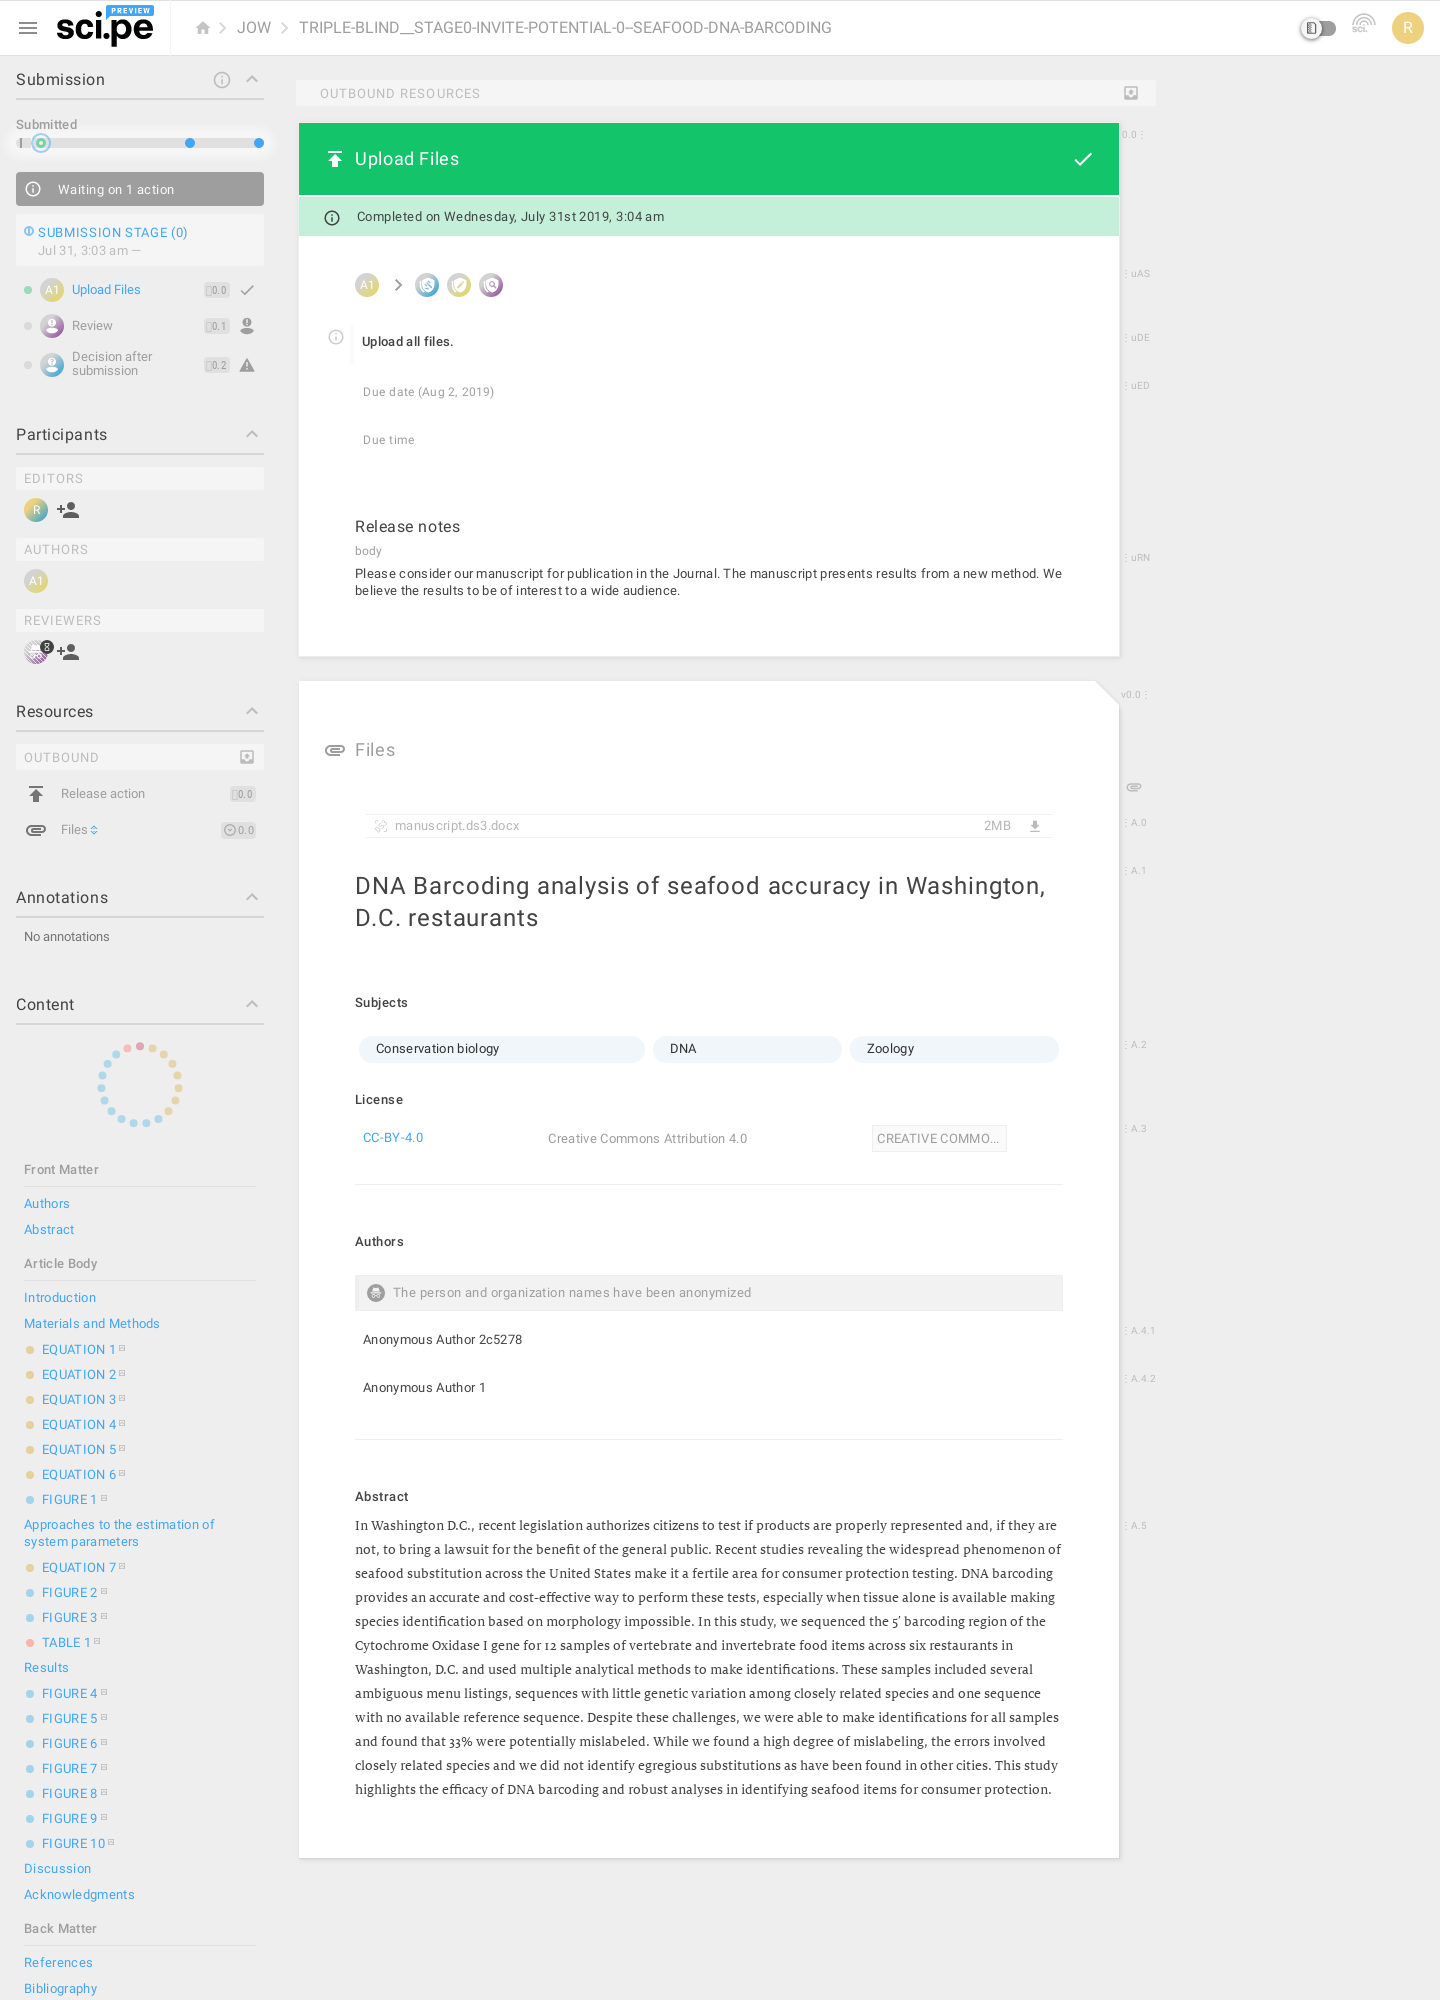 PREVIEW
sci.pe
JOW
TRIPLE-BLIND__STAGE0-INVITE-POTENTIAL-0--SEAFOOD-DNA-BARCODING
sci.
R
Submission
Submitted
Waiting on 1 action
SUBMISSION STAGE (0)
Jul 31, 3:03 am —
A1
Upload Files
0.0
Review
0.1
Decision after
submission
0.2
Participants
EDITORS
R
AUTHORS
A1
REVIEWERS
Resources
OUTBOUND
Release action
0.0
Files
0.0
Annotations
No annotations
Content
Front Matter
Authors
Abstract
Article Body
Introduction
Materials and Methods
EQUATION 1
EQUATION 2
EQUATION 3
EQUATION 4
EQUATION 5
EQUATION 6
FIGURE 1
Approaches to the estimation of
system parameters
EQUATION 7
FIGURE 2
FIGURE 3
TABLE 1
Results
FIGURE 4
FIGURE 5
FIGURE 6
FIGURE 7
FIGURE 8
FIGURE 9
FIGURE 10
Discussion
Acknowledgments
Back Matter
References
Bibliography
OUTBOUND RESOURCES
Upload Files
0.0
Completed on Wednesday, July 31st 2019, 3:04 am
A1
uAS
Upload all files.
uDE
Due date (Aug 2, 2019)
uED
Due time
Release notes
body
uRN
Please consider our manuscript for publication in the Journal. The manuscript presents results from a new method. We
believe the results to be of interest to a wide audience.
v0.0
Files
manuscript.ds3.docx
2MB
A.0
DNA Barcoding analysis of seafood accuracy in Washington,
D.C. restaurants
A.1
Subjects
Conservation biology
DNA
Zoology
A.2
License
CC-BY-4.0
Creative Commons Attribution 4.0
CREATIVE COMMO...
A.3
Authors
The person and organization names have been anonymized
Anonymous Author 2c5278
A.4.1
Anonymous Author 1
A.4.2
Abstract
In Washington D.C., recent legislation authorizes citizens to test if products are properly represented and, if they are
A.5
not, to bring a lawsuit for the benefit of the general public. Recent studies revealing the widespread phenomenon of
seafood substitution across the United States make it a fertile area for consumer protection testing. DNA barcoding
provides an accurate and cost-effective way to perform these tests, especially when tissue alone is available making
species identification based on morphology impossible. In this study, we sequenced the 5′ barcoding region of the
Cytochrome Oxidase I gene for 12 samples of vertebrate and invertebrate food items across six restaurants in
Washington, D.C. and used multiple analytical methods to make identifications. These samples included several
ambiguous menu listings, sequences with little genetic variation among closely related species and one sequence
with no available reference sequence. Despite these challenges, we were able to make identifications for all samples
and found that 33% were potentially mislabeled. While we found a high degree of mislabeling, the errors involved
closely related species and we did not identify egregious substitutions as have been found in other cities. This study
highlights the efficacy of DNA barcoding and robust analyses in identifying seafood items for consumer protection.